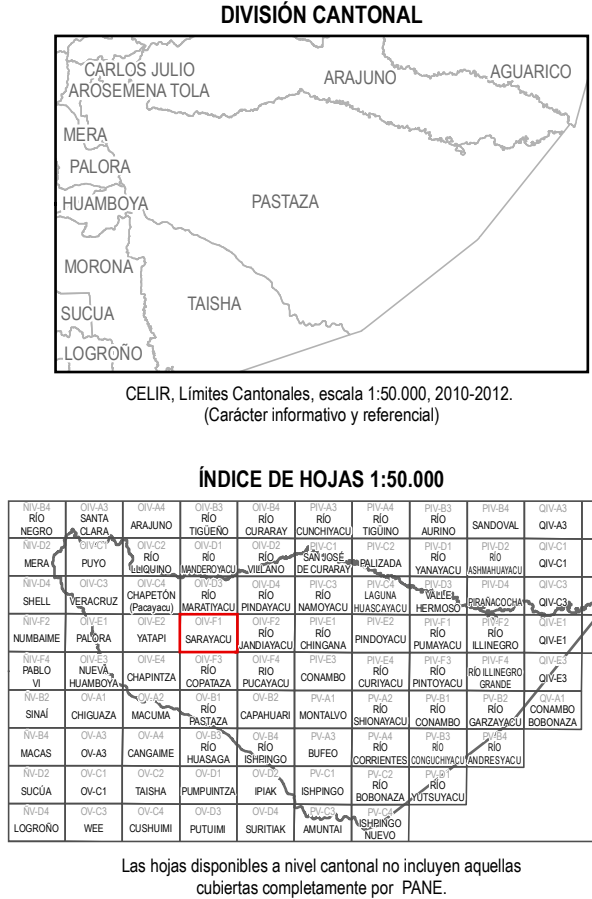 DIVISIÓN CANTONAL
CARLOS JULIO
AROSEMENA TOLA
ARAJUNO
AGUARICO
MERA
PALORA
HUAMBOYA
PASTAZA
MORONA
TAISHA
SUCUA
LOGROÑO
CELIR, Límites Cantonales, escala 1:50.000, 2010-2012.
(Carácter informativo y referencial)
ÍNDICE DE HOJAS 1:50.000
ÑIV-B4 OIV-A3 OIV-A4 OIV-B3 OIV-B4 PIV-A3 PIV-A4 PIV-B3 PIV-B4 QIV-A3
RÍO NEGRO SANTA CLARA ARAJUNO RÍO TIGÜEÑO RÍO CURARAY RÍO CUNCHIYACU RÍO TIGÜINO RÍO AURINO SANDOVAL QIV-A3
ÑIV-D2 OIV-C1 OIV-C2 OIV-D1 OIV-D2 PIV-C1 PIV-C2 PIV-D1 PIV-D2 QIV-C1
MERA PUYO RÍO LLIQUINO RÍO MANDEROYACU RÍO VILLANO SAN JOSÉ DE CURARAY PALIZADA RÍO YANAYACU RÍO ASHMAHUAYACU QIV-C1
ÑIV-D4 OIV-C3 OIV-C4 OIV-D3 OIV-D4 PIV-C3 PIV-C4 PIV-D3 PIV-D4 QIV-C3
SHELL VERACRUZ CHAPETÓN (Pacayacu) RÍO MARATIYACU RÍO PINDAYACU RÍO NAMOYACU LAGUNA HUASCAYACU VALLE HERMOSO PIRAÑACOCHA QIV-C3
ÑIV-F2 OIV-E1 OIV-E2 OIV-F1 OIV-F2 PIV-E1 PIV-E2 PIV-F1 PIV-F2 QIV-E1
NUMBAIME PALORA YATAPI SARAYACU RÍO JANDIAYACU RÍO CHINGANA PINDOYACU RÍO PUMAYACU RÍO ILLINEGRO QIV-E1
ÑIV-F4 OIV-E3 OIV-E4 OIV-F3 OIV-F4 PIV-E3 PIV-E4 PIV-F3 PIV-F4 QIV-E3
PABLO VI NUEVA HUAMBOYA CHAPINTZA RÍO COPATAZA RÍO PUCAYACU CONAMBO RÍO CURIYACU RÍO PINTOYACU RÍO ILLINEGRO GRANDE QIV-E3
ÑV-B2 OV-A1 OV-A2 OV-B1 OV-B2 PV-A1 PV-A2 PV-B1 PV-B2 QV-A1
SINAÍ CHIGUAZA MACUMA RÍO PASTAZA CAPAHUARI MONTALVO RÍO SHIONAYACU RÍO CONAMBO RÍO GARZAYACU CONAMBO BOBONAZA
ÑV-B4 OV-A3 OV-A4 OV-B3 OV-B4 PV-A3 PV-A4 PV-B3 PV-B4
MACAS OV-A3 CANGAIME RÍO HUASAGA RÍO ISHPINGO BUFEO RÍO CORRIENTES RÍO CONGUCHIYACU RÍO ANDRESYACU
ÑV-D2 OV-C1 OV-C2 OV-D1 OV-D2 PV-C1 PV-C2 PV-D1
SUCÚA OV-C1 TAISHA PUMPUINTZA IPIAK ISHPINGO RÍO BOBONAZA RÍO YUTSUYACU
ÑV-D4 OV-C3 OV-C4 OV-D3 OV-D4 PV-C3 PV-C4
LOGROÑO WEE CUSHUIMI PUTUIMI SURITIAK AMUNTAI ISHPINGO NUEVO
Las hojas disponibles a nivel cantonal no incluyen aquellas
cubiertas completamente por PANE.